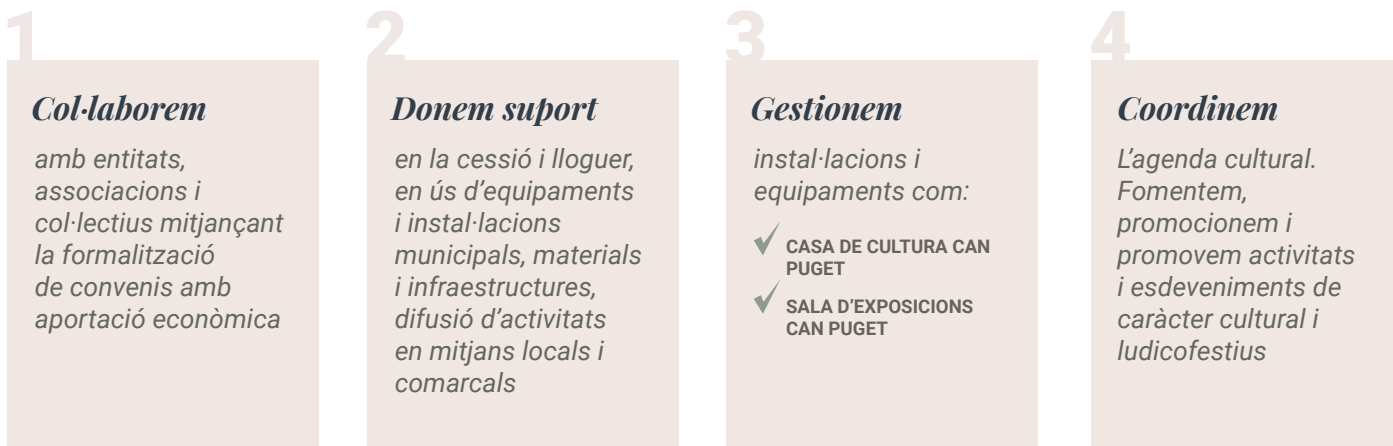 1
Col·laborem
amb entitats,
associacions i
col·lectius mitjançant
la formalització
de convenis amb
aportació econòmica
2
Donem suport
en la cessió i lloguer,
en ús d’equipaments
i instal·lacions
municipals, materials
i infraestructures,
difusió d’activitats
en mitjans locals i
comarcals
3
Gestionem
instal·lacions i
equipaments com:
CASA DE CULTURA CAN
PUGET
SALA D’EXPOSICIONS
CAN PUGET
4
Coordinem
L’agenda cultural.
Fomentem,
promocionem i
promovem activitats
i esdeveniments de
caràcter cultural i
ludicofestius